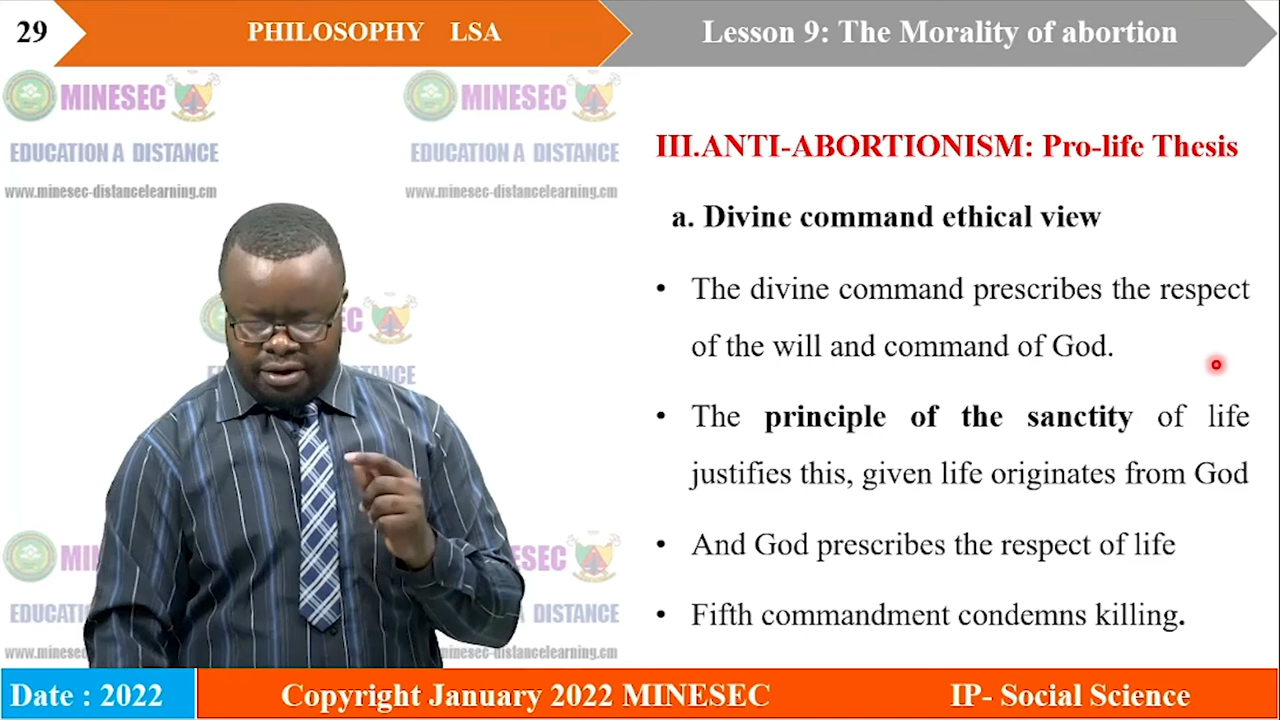 29
PHILOSOPHY LSA
Lesson 9: The Morality of abortion
MINESEC
EDUCATION A DISTANCE
www.minesec-distancelearning.cm
MINESEC
EDUCATION A DISTANCE
www.minesec-distancelearning.cm
III.ANTI-ABORTIONISM: Pro-life Thesis
a. Divine command ethical view
• The divine command prescribes the respect
of the will and command of God.
• The principle of the sanctity of life
justifies this, given life originates from God
• And God prescribes the respect of life
• Fifth commandment condemns killing.
DISTANCE
minesec-distancelearning.cm
Date : 2022
Copyright January 2022 MINESEC
IP- Social Science